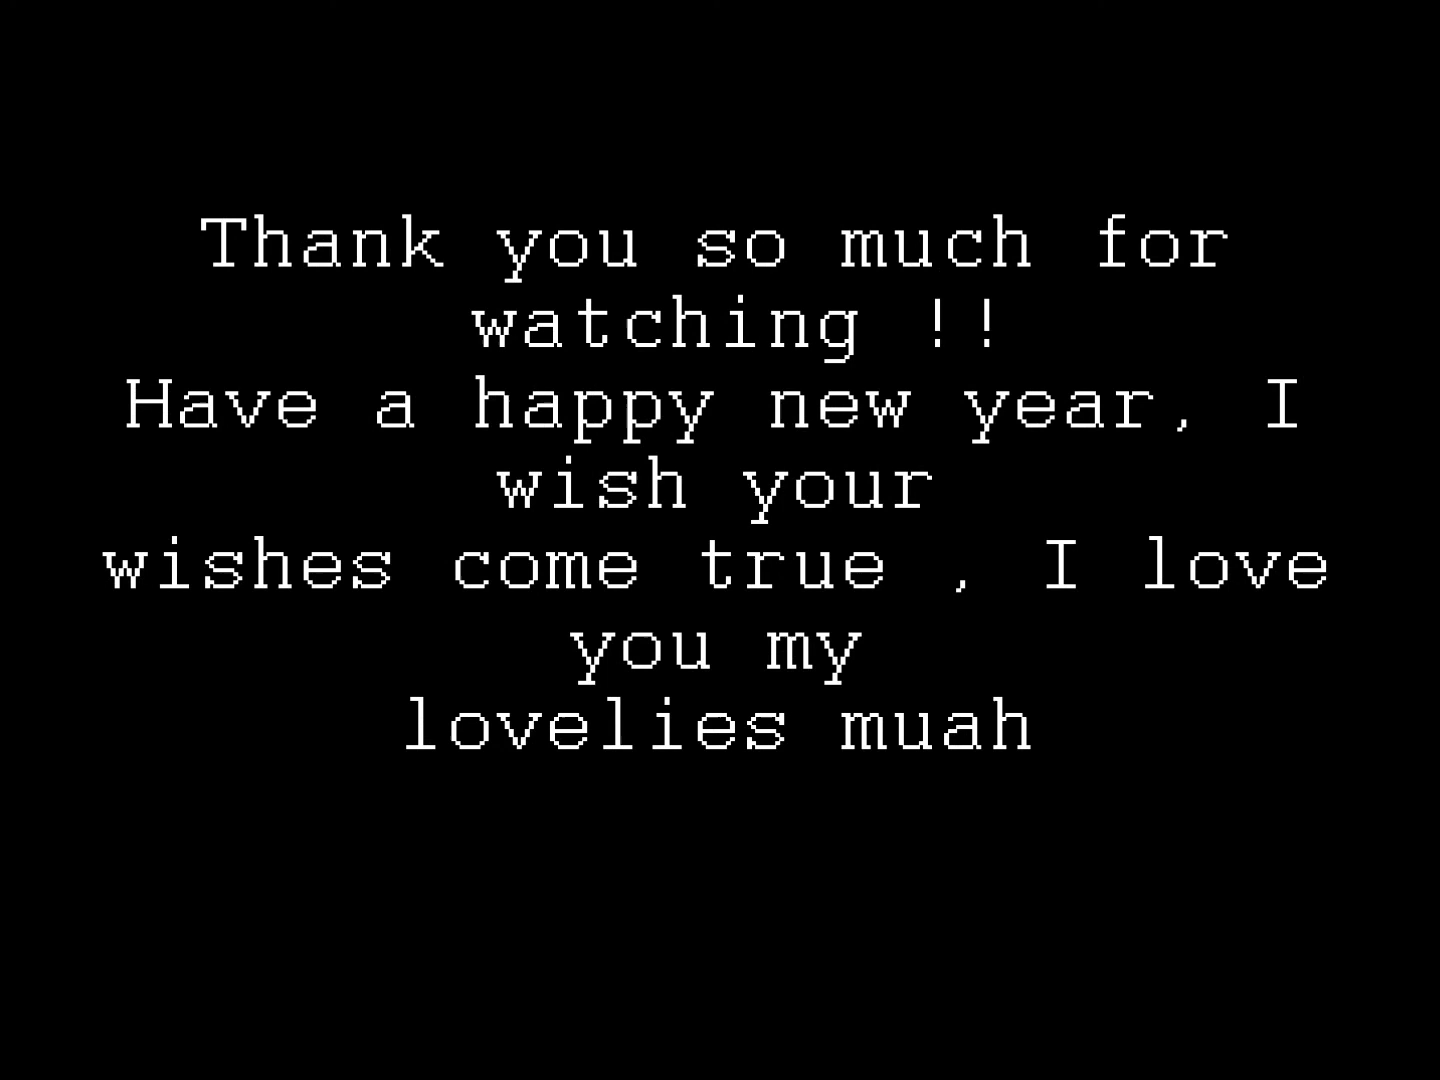 Thank you so much for
watching !!
Have a happy new year, I
wish your
wishes come true , I love
you my
lovelies muah